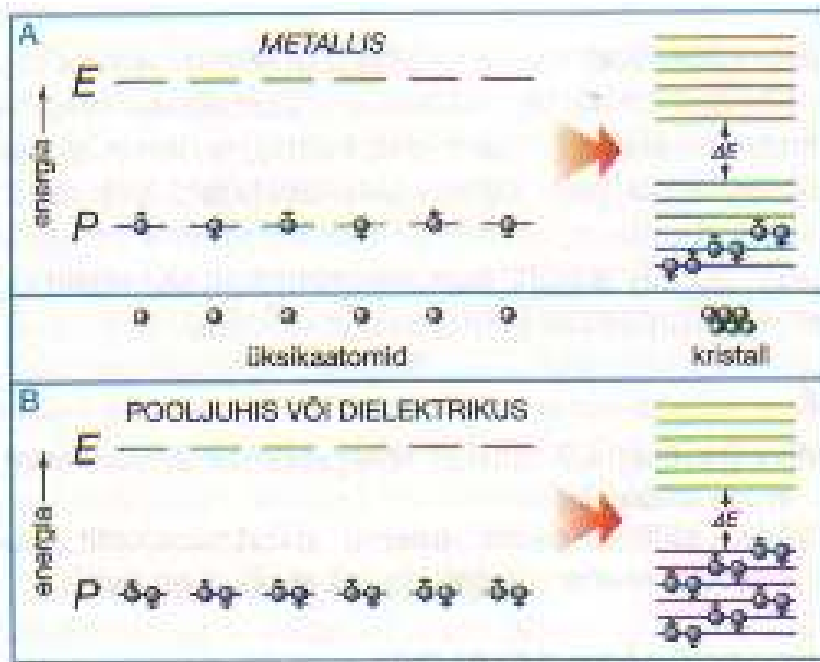 A
METALLIS
E
energia
ΔE
P
üksikaatomid
kristall
B
POOLJUHIS VÕI DIELEKTRIKUS
E
energia
ΔE
P